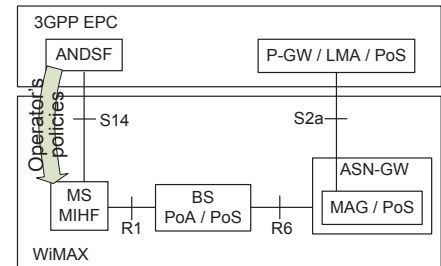 3GPP EPC
ANDSF
P-GW / LMA / PoS
Operator's
policies
S14
S2a
ASN-GW
MS
MIHF
BS
PoA / PoS
MAG / PoS
R1
R6
WiMAX